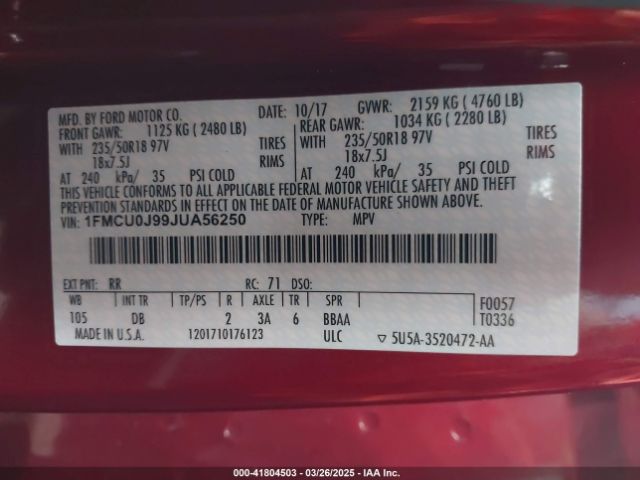 MFD. BY FORD MOTOR CO. DATE: 10/17 GVWR: 2159 KG ( 4760 LB)
FRONT GAWR: 1125 KG ( 2480 LB) REAR GAWR: 1034 KG ( 2280 LB)
WITH 235/50R18 97V TIRES WITH 235/50R18 97V TIRES
18x7.5J RIMS 18x7.5J RIMS
AT 240 kPa/ 35 PSI COLD AT 240 kPa/ 35 PSI COLD
THIS VEHICLE CONFORMS TO ALL APPLICABLE FEDERAL MOTOR VEHICLE SAFETY AND THEFT
PREVENTION STANDARDS IN EFFECT ON THE DATE OF MANUFACTURE SHOWN ABOVE.
VIN: 1FMCU0J99JUA56250 TYPE: MPV
EXT PNT: RR RC: 71 DSO:
WB INT TR TP/PS R AXLE TR SPR F0057
105 DB 2 3A 6 BBAA T0336
MADE IN U.S.A. 1201710176123 ULC ▽ 5U5A-3520472-AA
000-41804503 — 03/26/2025 — IAA Inc.